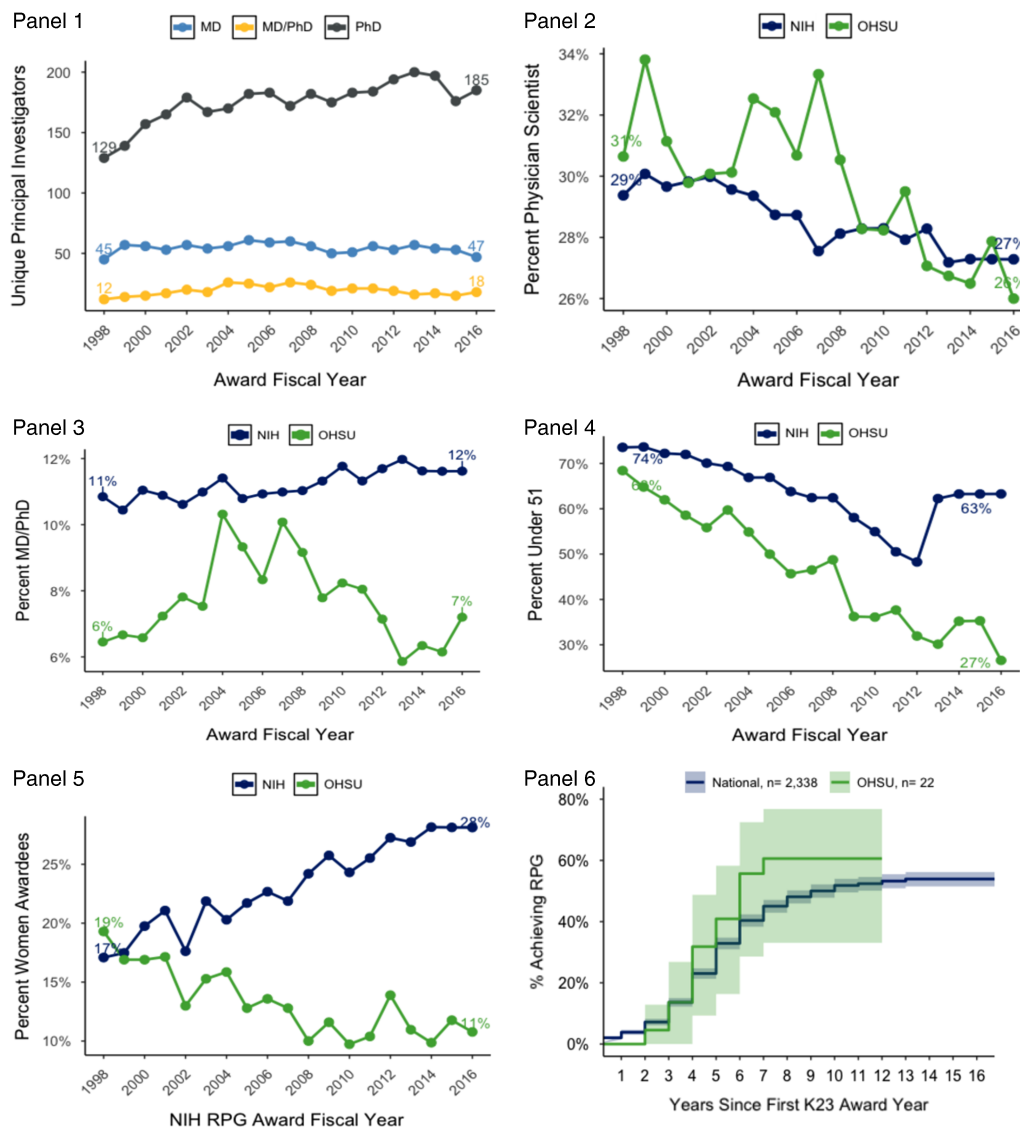 Panel 1
MD MD/PhD PhD
Unique Principal Investigators
200
150
100
50
129
185
45
47
12
18
1998 2000 2002 2004 2006 2008 2010 2012 2014 2016
Award Fiscal Year
Panel 2
NIH OHSU
Percent Physician Scientist
34%
32%
30%
28%
26%
31%
29%
27%
26%
1998 2000 2002 2004 2006 2008 2010 2012 2014 2016
Award Fiscal Year
Panel 3
NIH OHSU
Percent MD/PhD
12%
10%
8%
6%
11%
12%
6%
7%
1998 2000 2002 2004 2006 2008 2010 2012 2014 2016
Award Fiscal Year
Panel 4
NIH OHSU
Percent Under 51
70%
60%
50%
40%
30%
74%
63%
27%
1998 2000 2002 2004 2006 2008 2010 2012 2014 2016
Award Fiscal Year
Panel 5
NIH OHSU
Percent Women Awardees
25%
20%
15%
10%
19%
17%
28%
11%
1998 2000 2002 2004 2006 2008 2010 2012 2014 2016
NIH RPG Award Fiscal Year
Panel 6
National, n= 2,338 OHSU, n= 22
% Achieving RPG
80%
60%
40%
20%
0%
1 2 3 4 5 6 7 8 9 10 11 12 13 14 15 16
Years Since First K23 Award Year